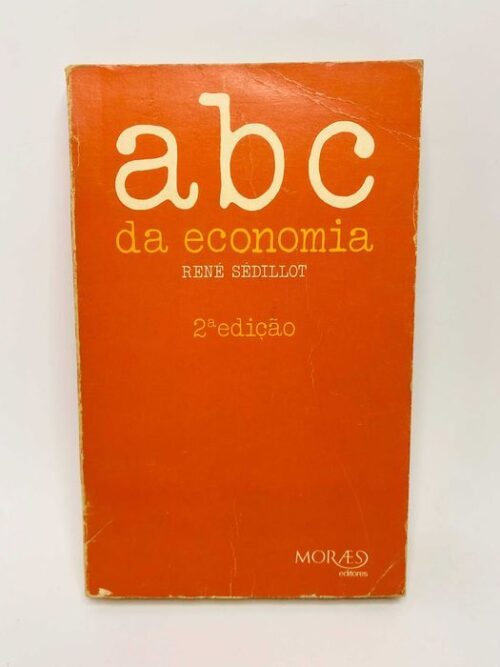 abc
da economia
RENÉ SÉDILLOT
2ª edição
MORÆS
editores